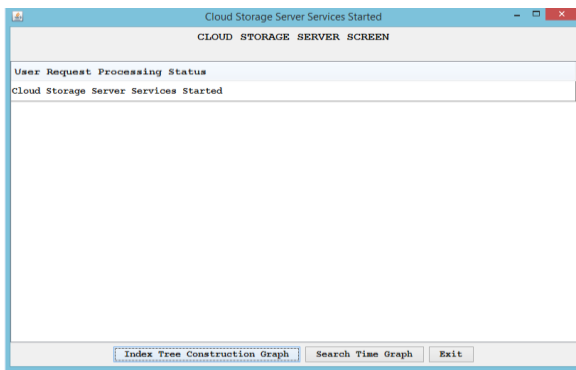 Cloud Storage Server Services Started
CLOUD STORAGE SERVER SCREEN
User Request Processing Status
Cloud Storage Server Services Started
Index Tree Construction Graph Search Time Graph Exit